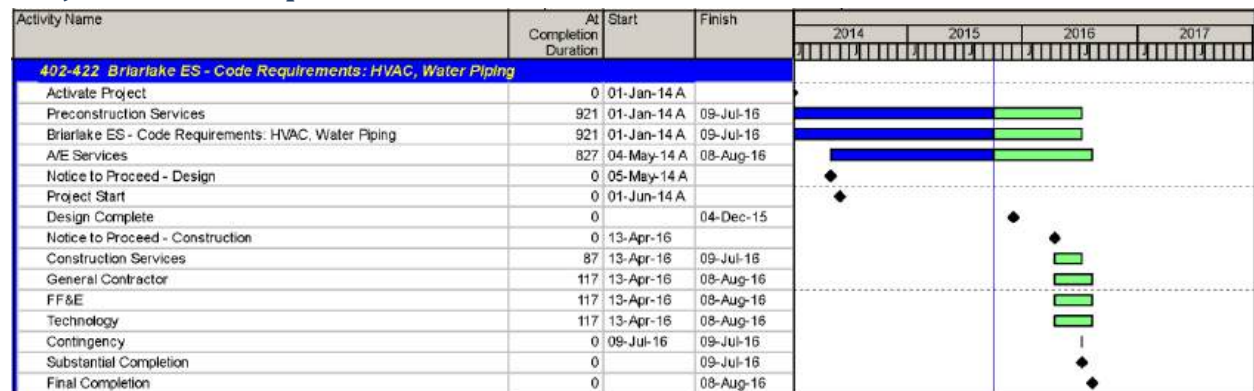 Activity Name At Completion Duration Start Finish
2014 2015 2016 2017
402-422 Briarlake ES - Code Requirements: HVAC, Water Piping
Activate Project 0 01-Jan-14 A
Preconstruction Services 921 01-Jan-14 A 09-Jul-16
Briarlake ES - Code Requirements: HVAC, Water Piping 921 01-Jan-14 A 09-Jul-16
A/E Services 827 04-May-14 A 08-Aug-16
Notice to Proceed - Design 0 05-May-14 A
Project Start 0 01-Jun-14 A
Design Complete 0 04-Dec-15
Notice to Proceed - Construction 0 13-Apr-16
Construction Services 87 13-Apr-16 09-Jul-16
General Contractor 117 13-Apr-16 08-Aug-16
FF&E 117 13-Apr-16 08-Aug-16
Technology 117 13-Apr-16 08-Aug-16
Contingency 0 09-Jul-16 09-Jul-16
Substantial Completion 0 09-Jul-16
Final Completion 0 08-Aug-16